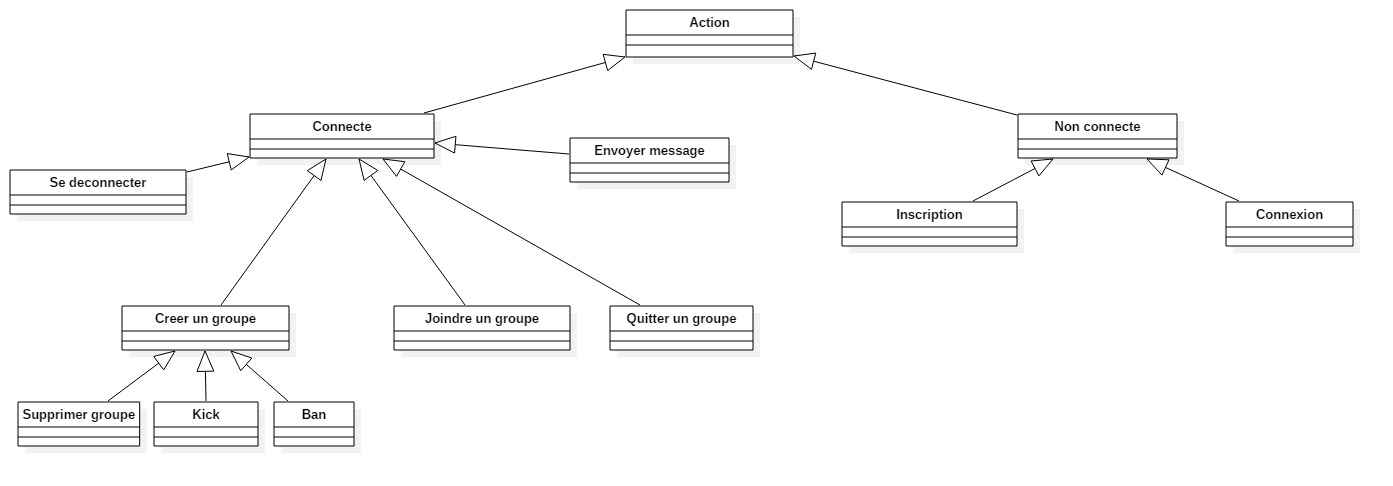 Action
Connecte
Non connecte
Envoyer message
Se deconnecter
Inscription
Connexion
Creer un groupe
Joindre un groupe
Quitter un groupe
Supprimer groupe
Kick
Ban